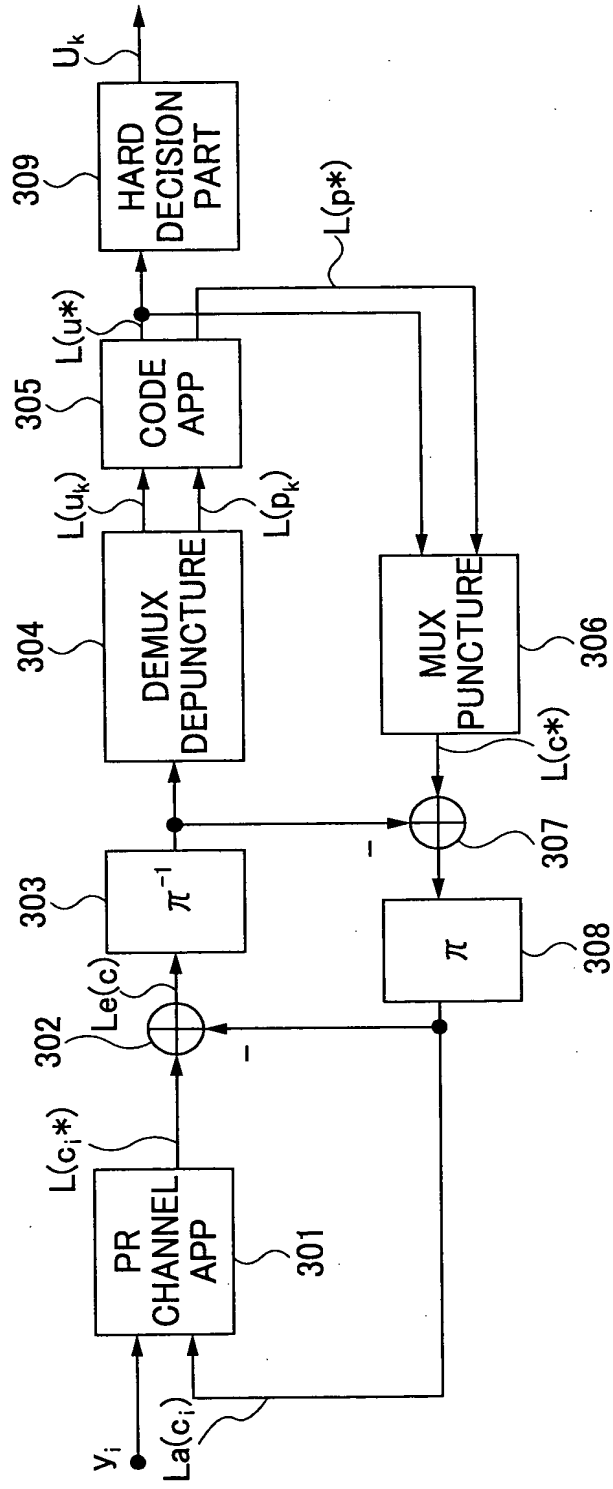 y_i
La(c_i)
PR
CHANNEL
APP
301
L(c_i*)
302
−
Le(c)
303
π⁻¹
304
DEMUX
DEPUNCTURE
L(u_k)
L(p_k)
305
CODE
APP
L(u*)
L(p*)
309
HARD
DECISION
PART
U_k
MUX
PUNCTURE
306
L(c*)
−
307
π
308